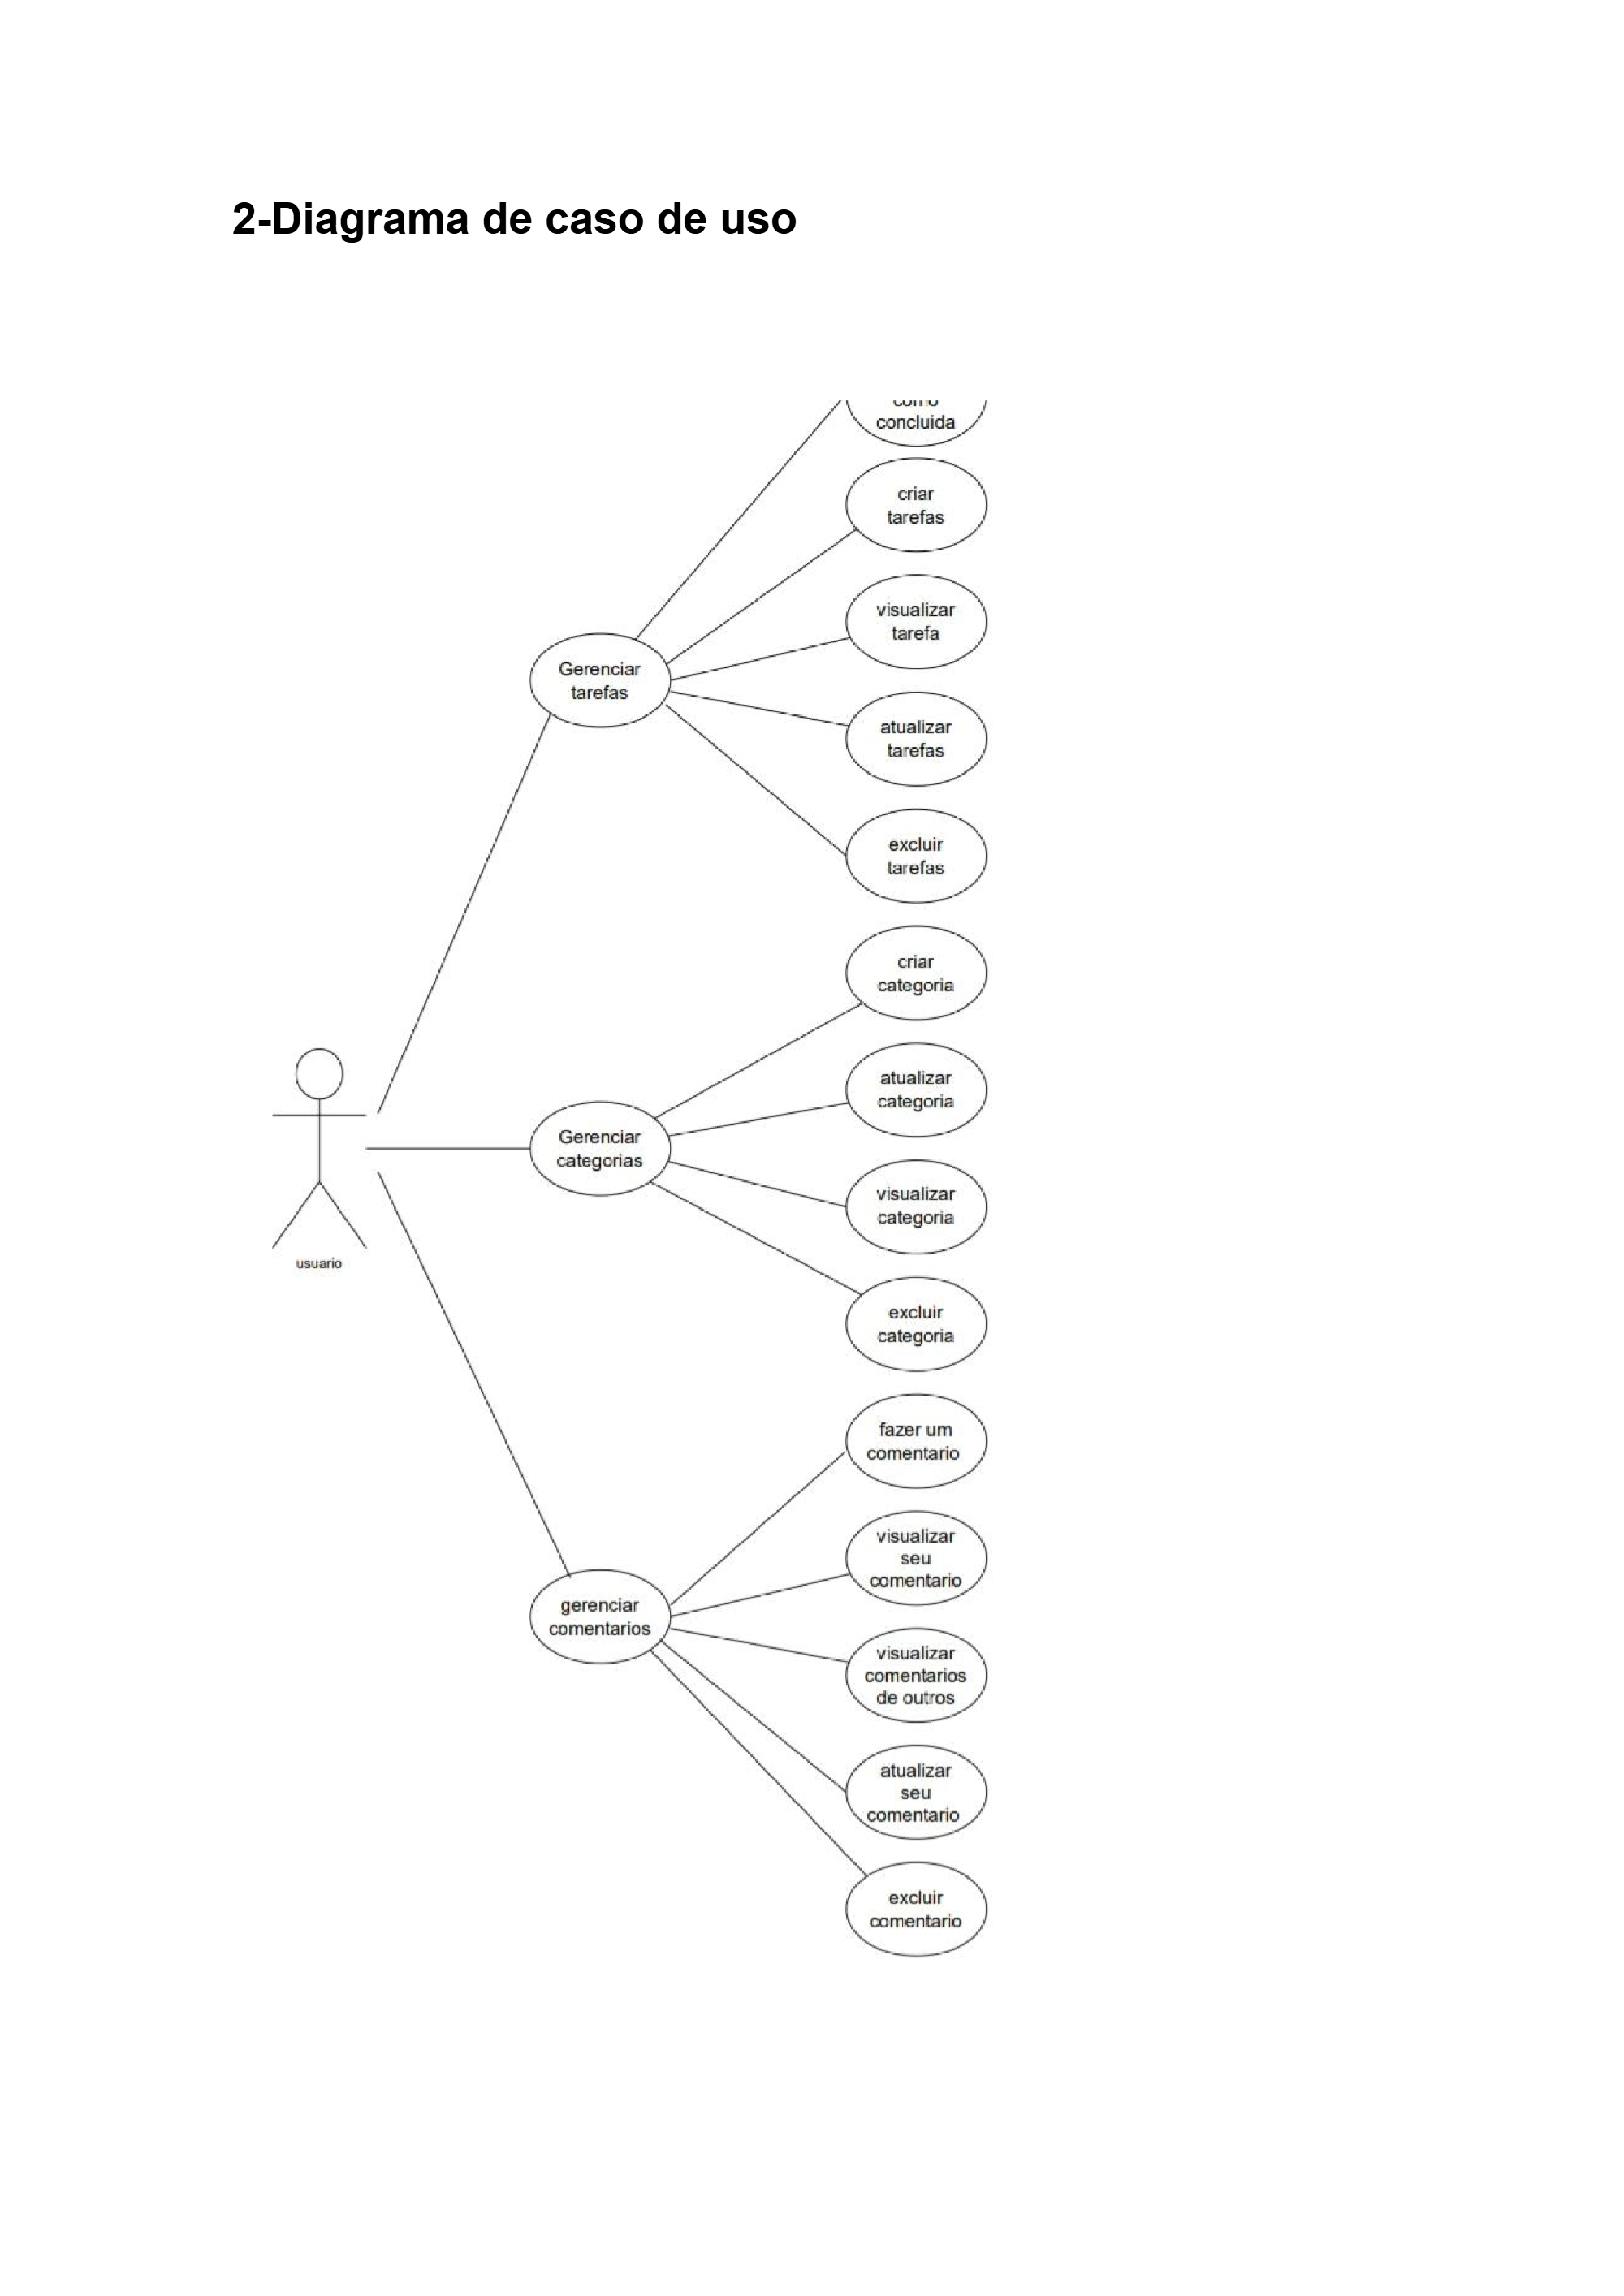 2-Diagrama de caso de uso
como
concluida
criar
tarefas
visualizar
tarefa
Gerenciar
tarefas
atualizar
tarefas
excluir
tarefas
criar
categoria
atualizar
categoria
Gerenciar
categorias
visualizar
categoria
usuario
excluir
categoria
fazer um
comentario
visualizar
seu
comentario
gerenciar
comentarios
visualizar
comentarios
de outros
atualizar
seu
comentario
excluir
comentario